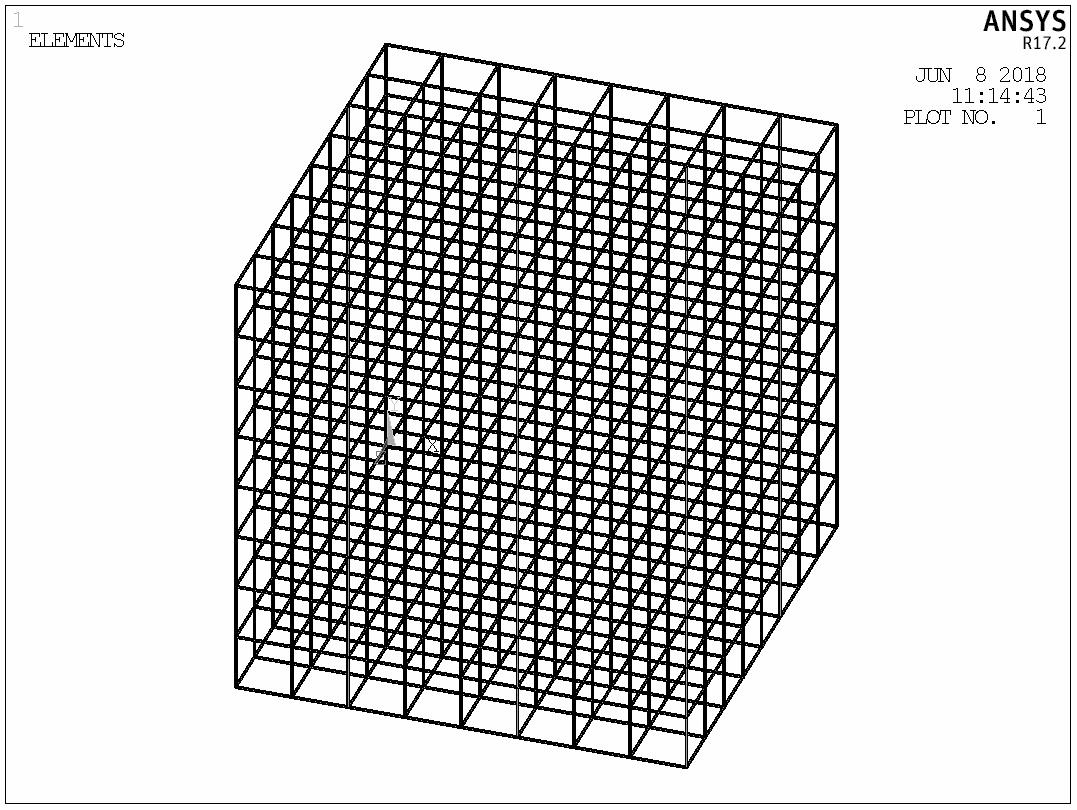 1
ELEMENTS
ANSYS
R17.2
JUN 8 2018
11:14:43
PLOT NO. 1
X